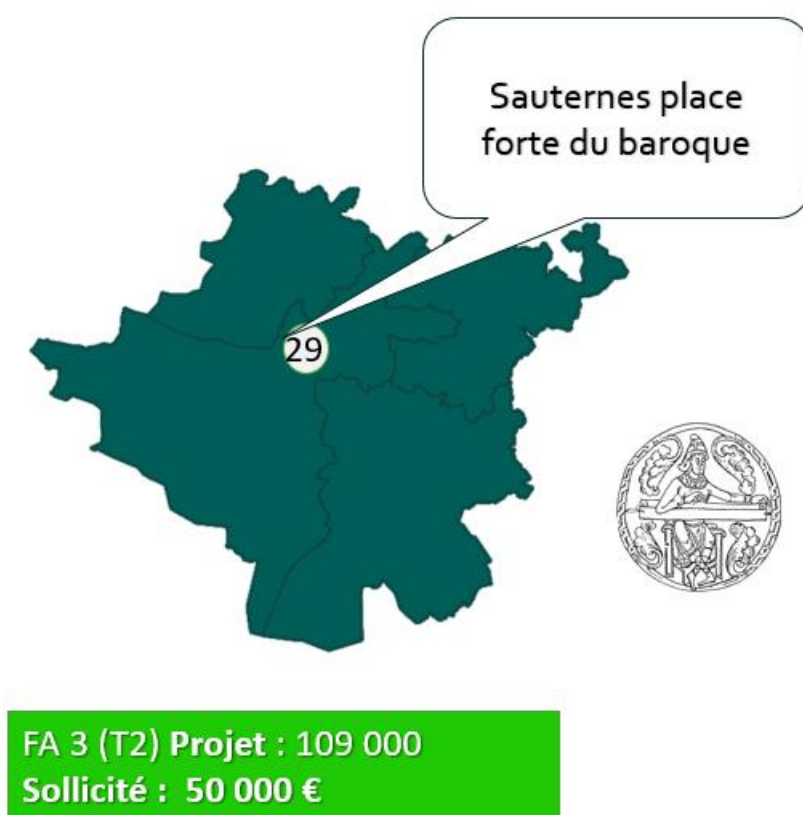 Sauternes place
forte du baroque
29
FA 3 (T2) Projet : 109 000
Sollicité : 50 000 €